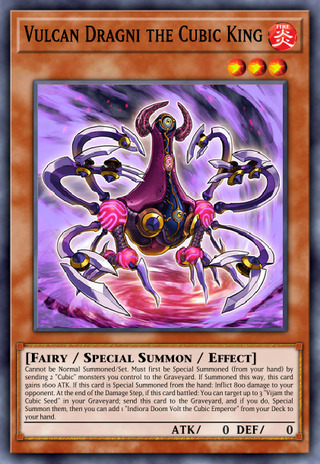 Vulcan Dragni the Cubic King
FIRE
炎
[Fairy / Special Summon / Effect]
Cannot be Normal Summoned/Set. Must first be Special Summoned (from your hand) by
sending 2 "Cubic" monsters you control to the Graveyard. If Summoned this way, this card
gains 1600 ATK. If this card is Special Summoned from the hand: Inflict 800 damage to your
opponent. At the end of the Damage Step, if this card battled: You can target up to 3 "Vijam the
Cubic Seed" in your Graveyard; send this card to the Graveyard, and if you do, Special
Summon them, then you can add 1 "Indiora Doom Volt the Cubic Emperor" from your Deck to
your hand.
ATK/ 0 DEF/ 0